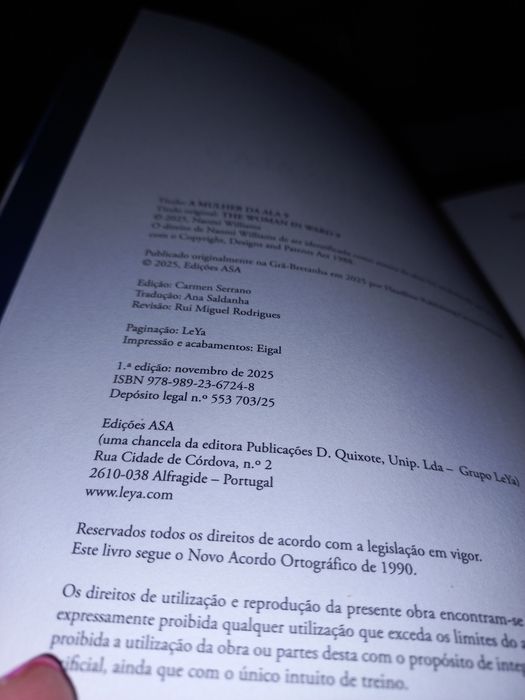 Título: A MULHER DA ALA 9
Título original: THE WOMAN IN WARD 9
© 2025, Naomi Williams
O direito de Naomi Williams de ser identificada como
com o Copyright, Designs and Patents Act 1988.
Publicado originalmente na Grã-Bretanha em 2025 por
© 2025, Edições ASA
Edição: Carmen Serrano
Tradução: Ana Saldanha
Revisão: Rui Miguel Rodrigues
Paginação: LeYa
Impressão e acabamentos: Eigal
1.ª edição: novembro de 2025
ISBN 978-989-23-6724-8
Depósito legal n.º 553 703/25
Edições ASA
(uma chancela da editora Publicações D. Quixote, Unip. Lda – Grupo LeYa)
Rua Cidade de Córdova, n.º 2
2610-038 Alfragide – Portugal
www.leya.com
Reservados todos os direitos de acordo com a legislação em vigor.
Este livro segue o Novo Acordo Ortográfico de 1990.
Os direitos de utilização e reprodução da presente obra encontram-se
expressamente proibida qualquer utilização que exceda os limites do
proibida a utilização da obra ou partes desta com o propósito de
ificial, ainda que com o único intuito de treino.